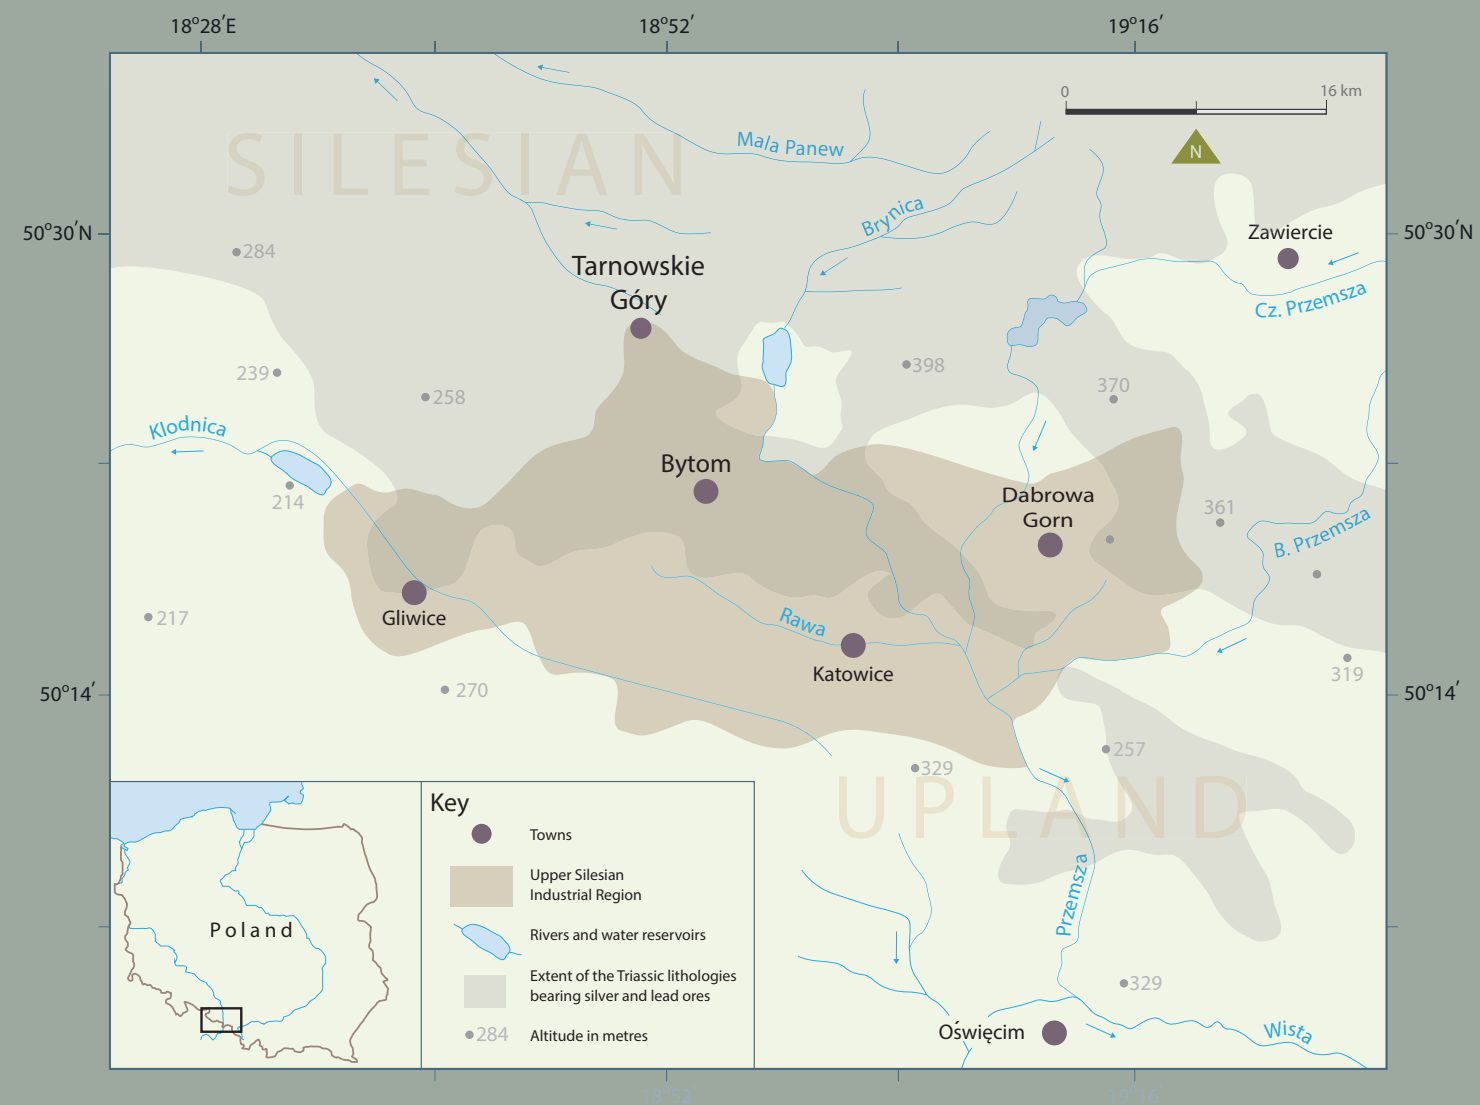 18°28′E
18°52′
19°16′
0
16 km
Mala Panew
N
SILESIAN
Brynica
50°30′N
50°30′N
Zawiercie
284
Tarnowskie
Góry
Cz. Przemsza
239
398
370
258
Klodnica
Bytom
Dabrowa
Gorn
214
361
B. Przemsza
217
Gliwice
Rawa
Katowice
319
270
50°14′
50°14′
257
329
UPLAND
Key
Towns
Upper Silesian
Industrial Region
Poland
Rivers and water reservoirs
Przemsza
Extent of the Triassic lithologies
bearing silver and lead ores
329
284
Altitude in metres
Oświęcim
Wista
18°52′
19°16′